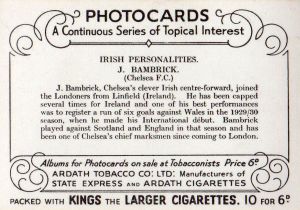 PHOTOCARDS
A Continuous Series of Topical Interest
IRISH PERSONALITIES.
J. BAMBRICK.
(Chelsea F.C.)
J. Bambrick, Chelsea's clever Irish centre-forward, joined
the Londoners from Linfield (Ireland). He has been capped
several times for Ireland and one of his best performances
was to register a run of six goals against Wales in the 1929/30
season, when he made his International début. Bambrick
played against Scotland and England in that season and has
been one of Chelsea's chief marksmen since coming to London.
Albums for Photocards on sale at Tobacconists Price 6ᴰ
ARDATH TOBACCO CO: LTD: Manufacturers of
STATE EXPRESS and ARDATH CIGARETTES
PACKED WITH KINGS THE LARGER CIGARETTES. 10 FOR 6ᴰ